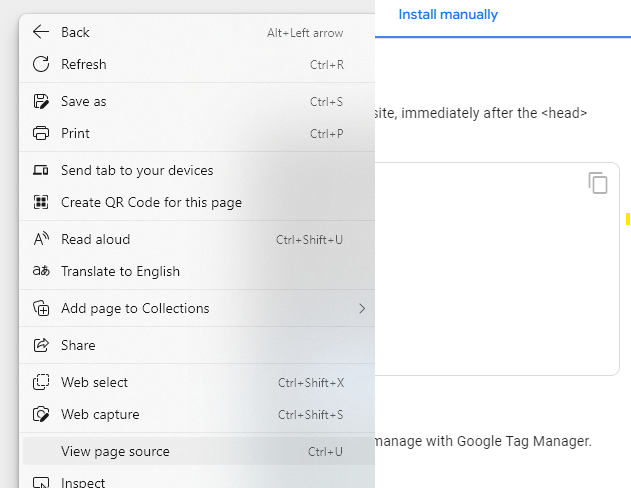 Back Alt+Left arrow
Refresh Ctrl+R
Save as Ctrl+S
Print Ctrl+P
Send tab to your devices
Create QR Code for this page
Read aloud Ctrl+Shift+U
Translate to English
Add page to Collections
Share
Web select Ctrl+Shift+X
Web capture Ctrl+Shift+S
View page source Ctrl+U
Inspect
Install manually
site, immediately after the <head>
manage with Google Tag Manager.